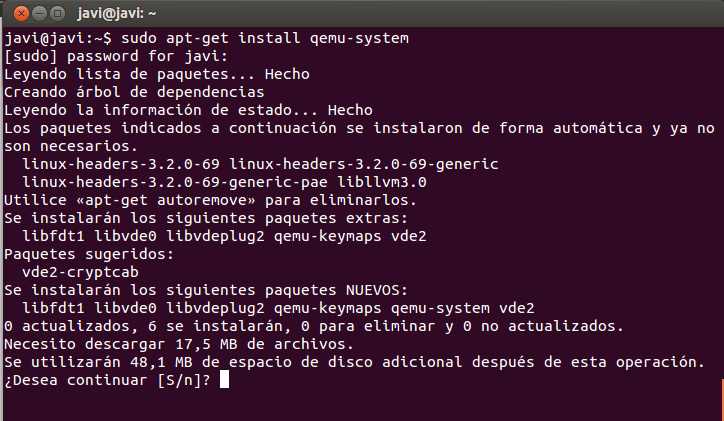 javi@javi: ~
javi@javi:~$ sudo apt-get install qemu-system
[sudo] password for javi:
Leyendo lista de paquetes... Hecho
Creando árbol de dependencias
Leyendo la información de estado... Hecho
Los paquetes indicados a continuación se instalaron de forma automática y ya no
son necesarios.
  linux-headers-3.2.0-69 linux-headers-3.2.0-69-generic
  linux-headers-3.2.0-69-generic-pae libllvm3.0
Utilice «apt-get autoremove» para eliminarlos.
Se instalarán los siguientes paquetes extras:
  libfdt1 libvde0 libvdeplug2 qemu-keymaps vde2
Paquetes sugeridos:
  vde2-cryptcab
Se instalarán los siguientes paquetes NUEVOS:
  libfdt1 libvde0 libvdeplug2 qemu-keymaps qemu-system vde2
0 actualizados, 6 se instalarán, 0 para eliminar y 0 no actualizados.
Necesito descargar 17,5 MB de archivos.
Se utilizarán 48,1 MB de espacio de disco adicional después de esta operación.
¿Desea continuar [S/n]?